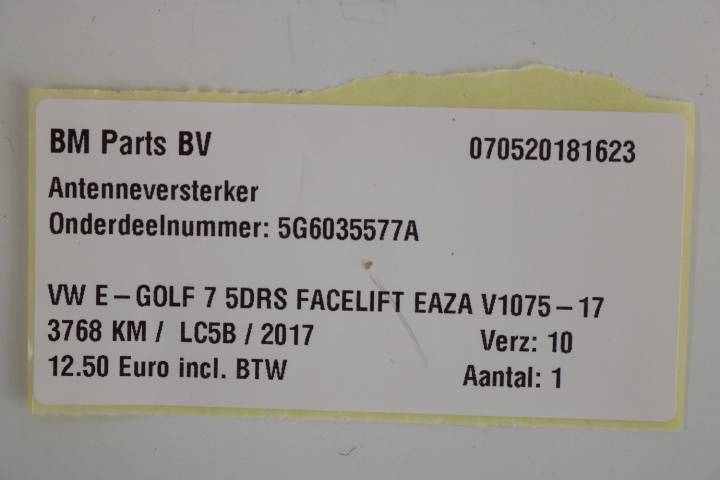 BM Parts BV 070520181623
Antenneversterker
Onderdeelnummer: 5G6035577A
VW E-GOLF 7 5DRS FACELIFT EAZA V1075-17
3768 KM / LC5B / 2017 Verz: 10
12.50 Euro incl. BTW Aantal: 1